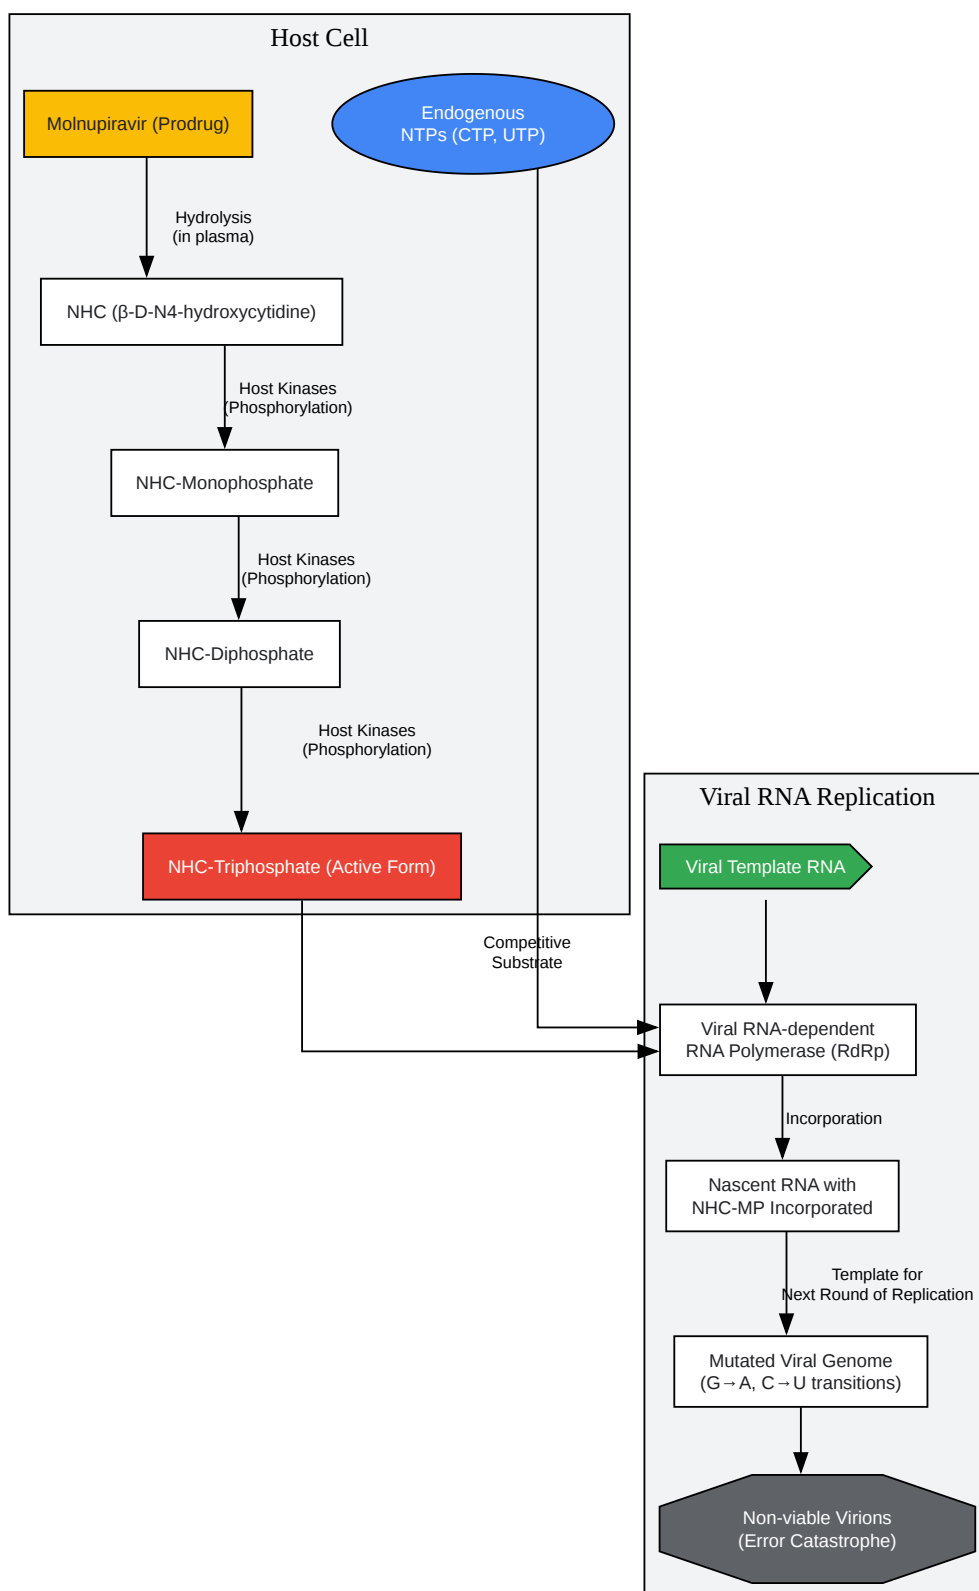 Host Cell
Molnupiravir (Prodrug)
Endogenous
NTPs (CTP, UTP)
Hydrolysis
(in plasma)
NHC (β-D-N4-hydroxycytidine)
Host Kinases
(Phosphorylation)
NHC-Monophosphate
Host Kinases
(Phosphorylation)
NHC-Diphosphate
Host Kinases
(Phosphorylation)
NHC-Triphosphate (Active Form)
Competitive
Substrate
Viral RNA Replication
Viral Template RNA
Viral RNA-dependent
RNA Polymerase (RdRp)
Incorporation
Nascent RNA with
NHC-MP Incorporated
Template for
Next Round of Replication
Mutated Viral Genome
(G→A, C→U transitions)
Non-viable Virions
(Error Catastrophe)